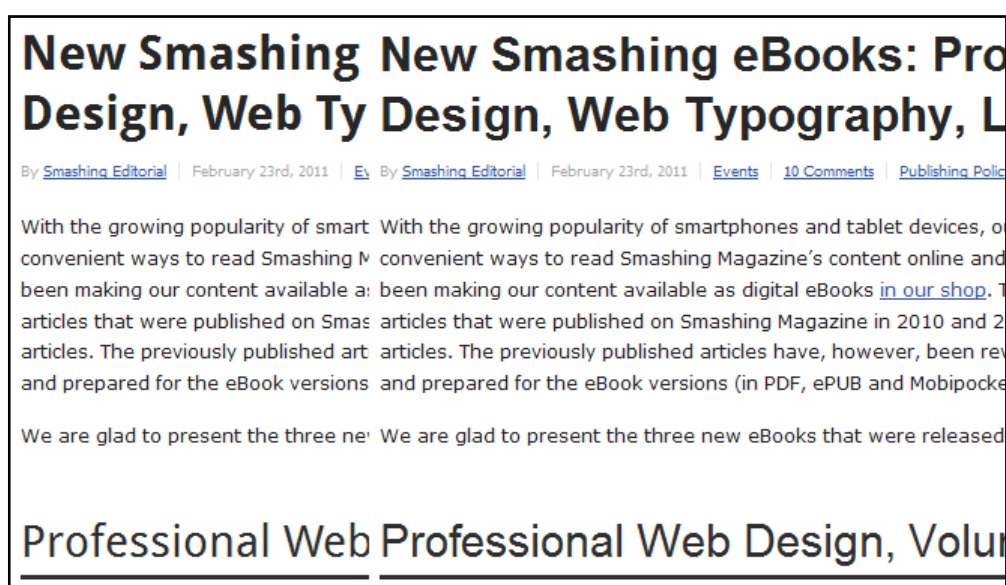 New Smashing
Design, Web Ty
By Smashing Editorial February 23rd, 2011 Ev
With the growing popularity of smart
convenient ways to read Smashing M
been making our content available as
articles that were published on Smas
articles. The previously published arti
and prepared for the eBook versions
We are glad to present the three new
Professional Web
New Smashing eBooks: Pro
Design, Web Typography, L
By Smashing Editorial February 23rd, 2011 Events 10 Comments Publishing Polic
With the growing popularity of smartphones and tablet devices, o
convenient ways to read Smashing Magazine’s content online and
been making our content available as digital eBooks in our shop. T
articles that were published on Smashing Magazine in 2010 and 2
articles. The previously published articles have, however, been rev
and prepared for the eBook versions (in PDF, ePUB and Mobipocke
We are glad to present the three new eBooks that were released
Professional Web Design, Volu